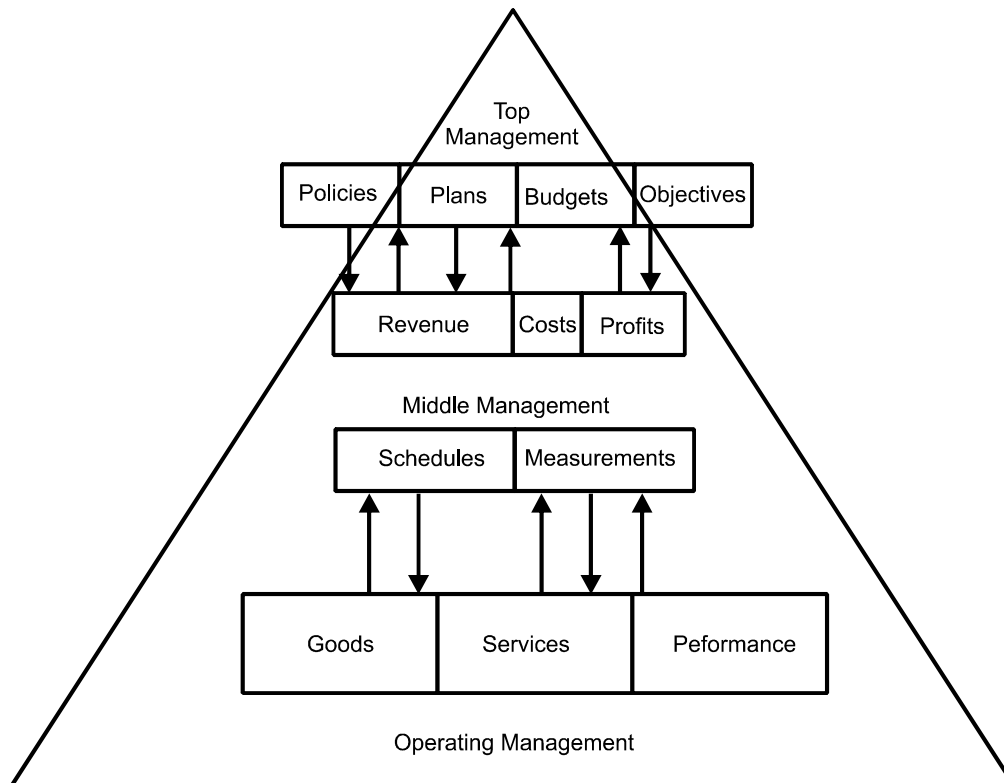 Top
Management
Policies Plans Budgets Objectives
Revenue Costs Profits
Middle Management
Schedules Measurements
Goods Services Peformance
Operating Management